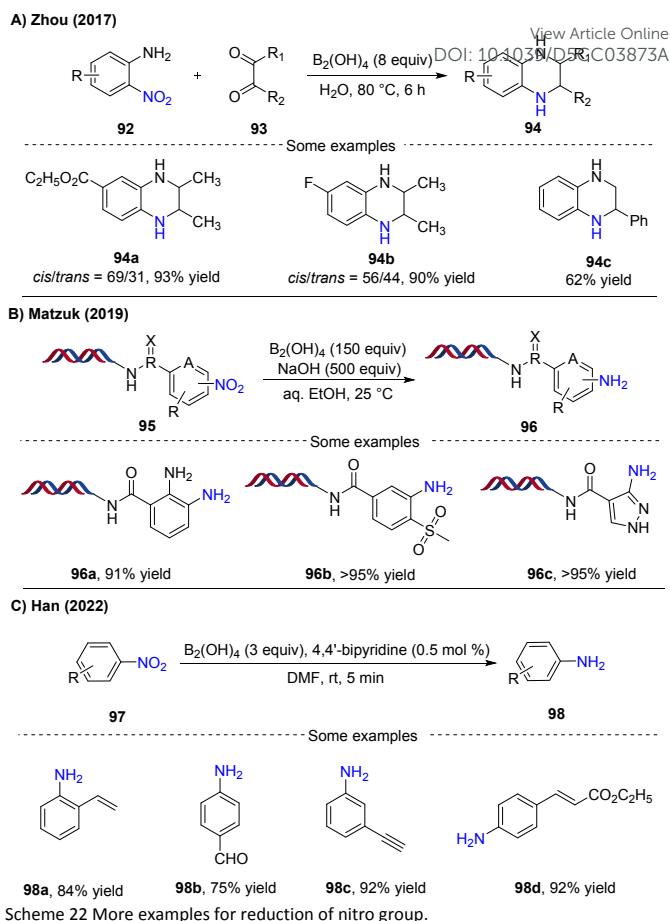 A) Zhou (2017)
View Article Online
DOI: 10.1039/D5GC03873A
R
NH2
NO2
92
+
O
R1
O
R2
93
B2(OH)4 (8 equiv)
H2O, 80 °C, 6 h
R
H
N
R1
N
H
R2
94
Some examples
C2H5O2C
H
N
CH3
N
H
CH3
94a
cis/trans = 69/31, 93% yield
F
H
N
CH3
N
H
CH3
94b
cis/trans = 56/44, 90% yield
H
N
N
H
Ph
94c
62% yield
B) Matzuk (2019)
X
R
N
H
A
NO2
R
95
B2(OH)4 (150 equiv)
NaOH (500 equiv)
aq. EtOH, 25 °C
X
R
N
H
A
NH2
R
96
Some examples
O
NH2
NH2
N
H
96a, 91% yield
O
NH2
N
H
S
O
O
96b, >95% yield
O
NH2
N
H
N
NH
96c, >95% yield
C) Han (2022)
R
NO2
97
B2(OH)4 (3 equiv), 4,4'-bipyridine (0.5 mol %)
DMF, rt, 5 min
R
NH2
98
Some examples
NH2
98a, 84% yield
NH2
CHO
98b, 75% yield
NH2
98c, 92% yield
H2N
CO2C2H5
98d, 92% yield
Scheme 22 More examples for reduction of nitro group.